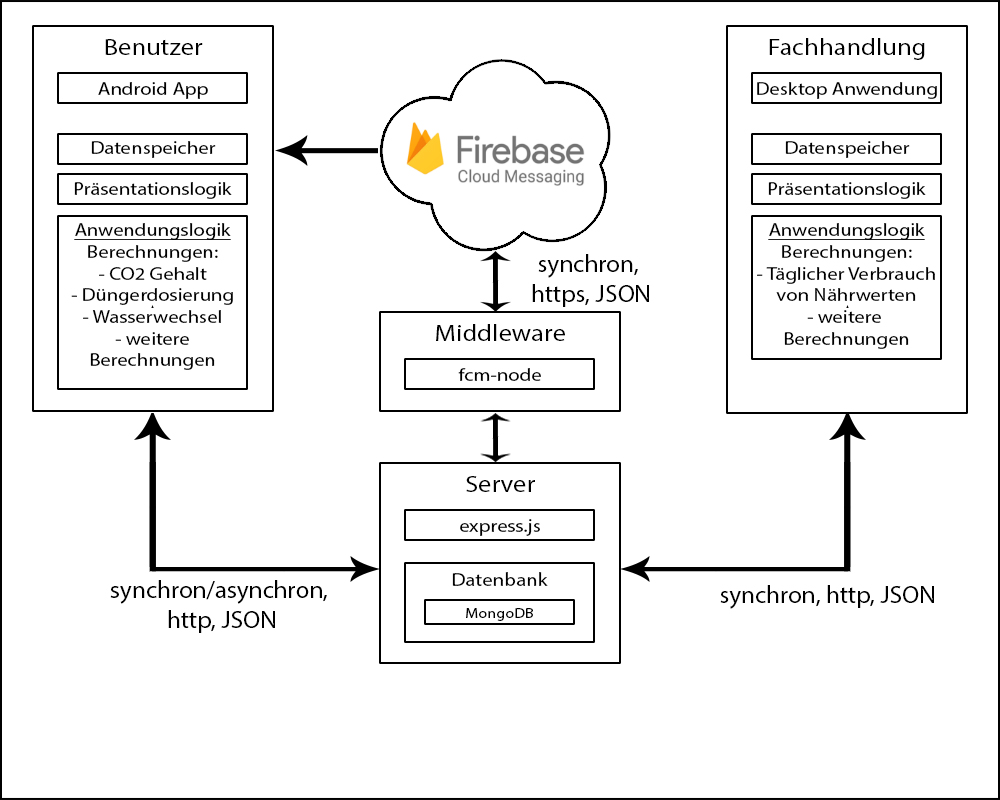 Benutzer
Android App
Datenspeicher
Präsentationslogik
Anwendungslogik
Berechnungen:
- CO2 Gehalt
- Düngerdosierung
- Wasserwechsel
- weitere
Berechnungen
Firebase
Cloud Messaging
synchron,
https, JSON
Middleware
fcm-node
Server
express.js
Datenbank
MongoDB
Fachhandlung
Desktop Anwendung
Datenspeicher
Präsentationslogik
Anwendungslogik
Berechnungen:
- Täglicher Verbrauch
von Nährwerten
- weitere
Berechnungen
synchron/asynchron,
http, JSON
synchron, http, JSON